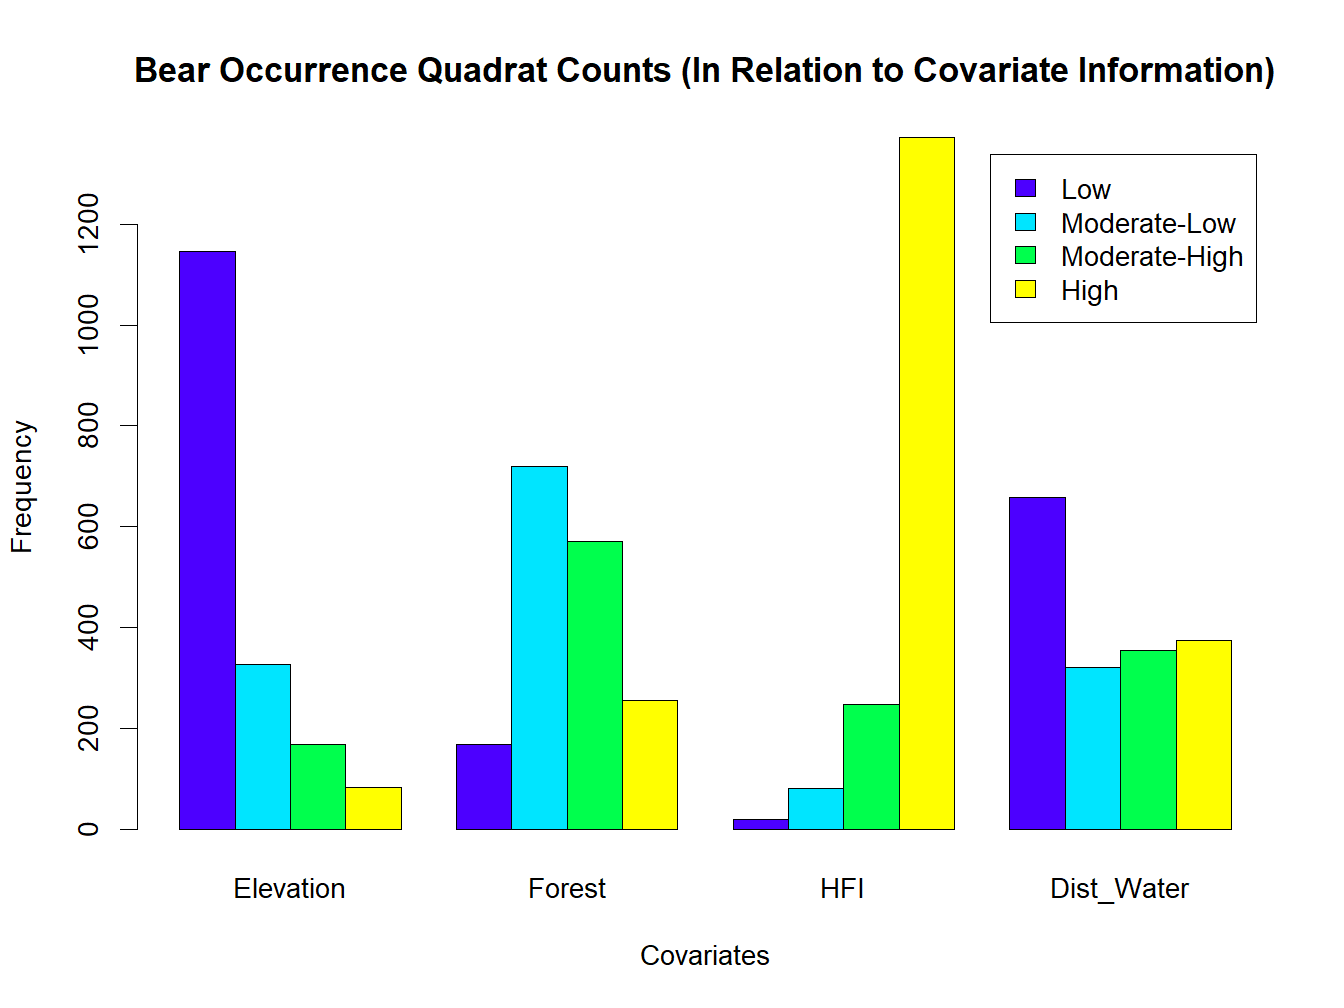 Bear Occurrence Quadrat Counts (In Relation to Covariate Information)
Low
Moderate-Low
Moderate-High
High
Frequency
1200
1000
800
600
400
200
0
Elevation Forest HFI Dist_Water
Covariates